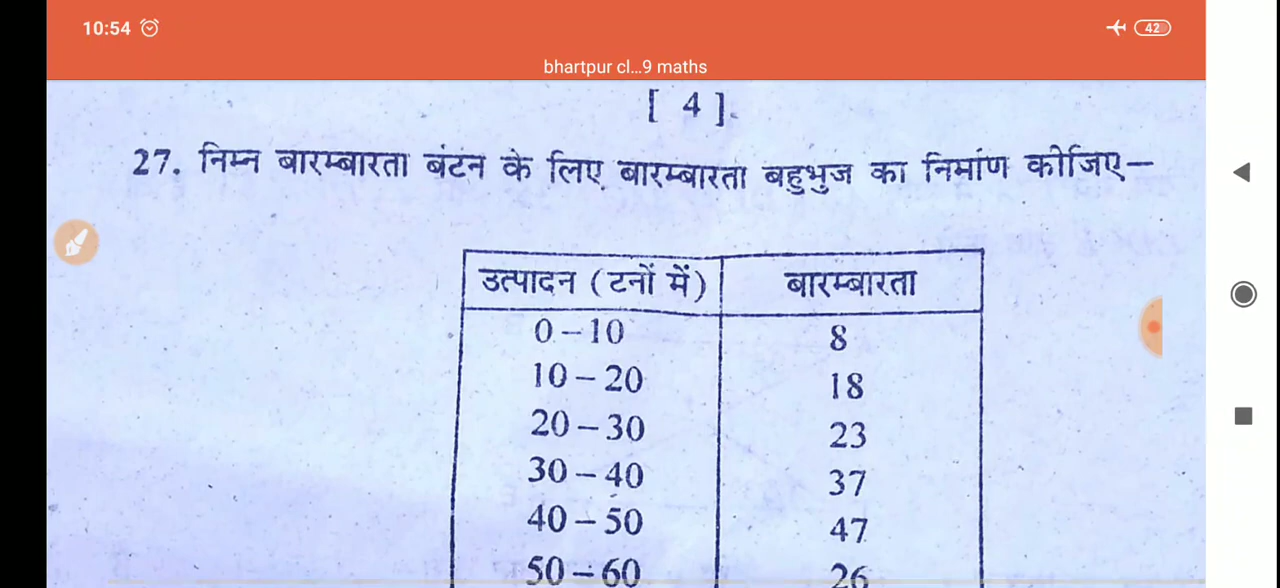 10:54
42
bhartpur cl...9 maths
[ 4 ].
27. निम्न बारम्बारता बंटन के लिए बारम्बारता बहुभुज का निर्माण कीजिए–
उत्पादन (टनों में) बारम्बारता
0 – 10 8
10 – 20 18
20 – 30 23
30 – 40 37
40 – 50 47
50 – 60 26